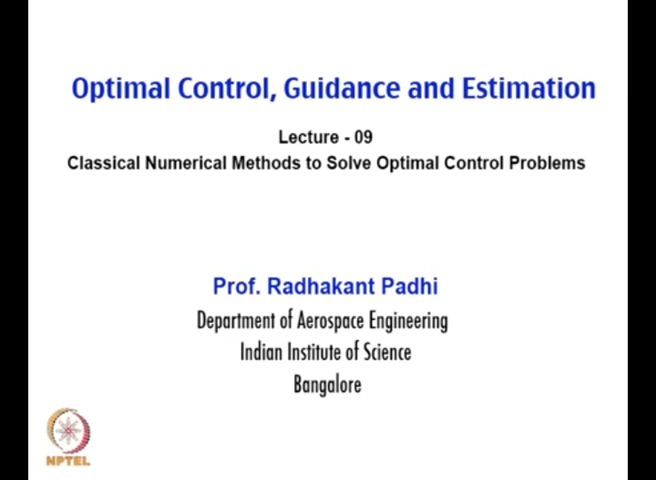 Optimal Control, Guidance and Estimation
Lecture - 09
Classical Numerical Methods to Solve Optimal Control Problems
Prof. Radhakant Padhi
Department of Aerospace Engineering
Indian Institute of Science
Bangalore
NPTEL